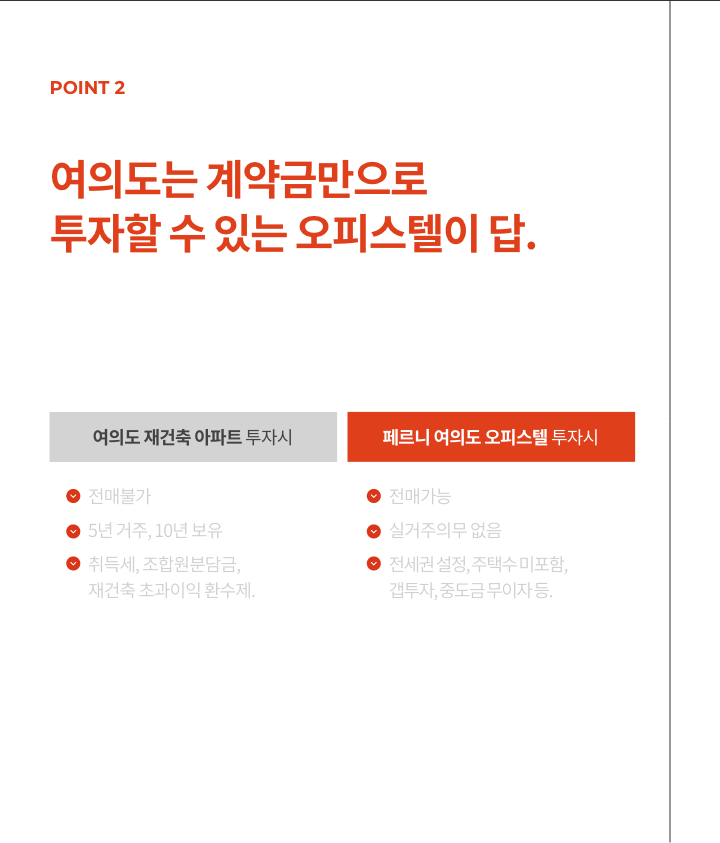 POINT 2
여의도는 계약금만으로
투자할 수 있는 오피스텔이 답.
여의도 재건축 아파트 투자시
전매불가
5년 거주, 10년 보유
취득세, 조합원분담금,
재건축 초과이익 환수제.
페르니 여의도 오피스텔 투자시
전매가능
실거주의무 없음
전세권 설정, 주택수 미포함,
갭투자, 중도금 무이자 등.